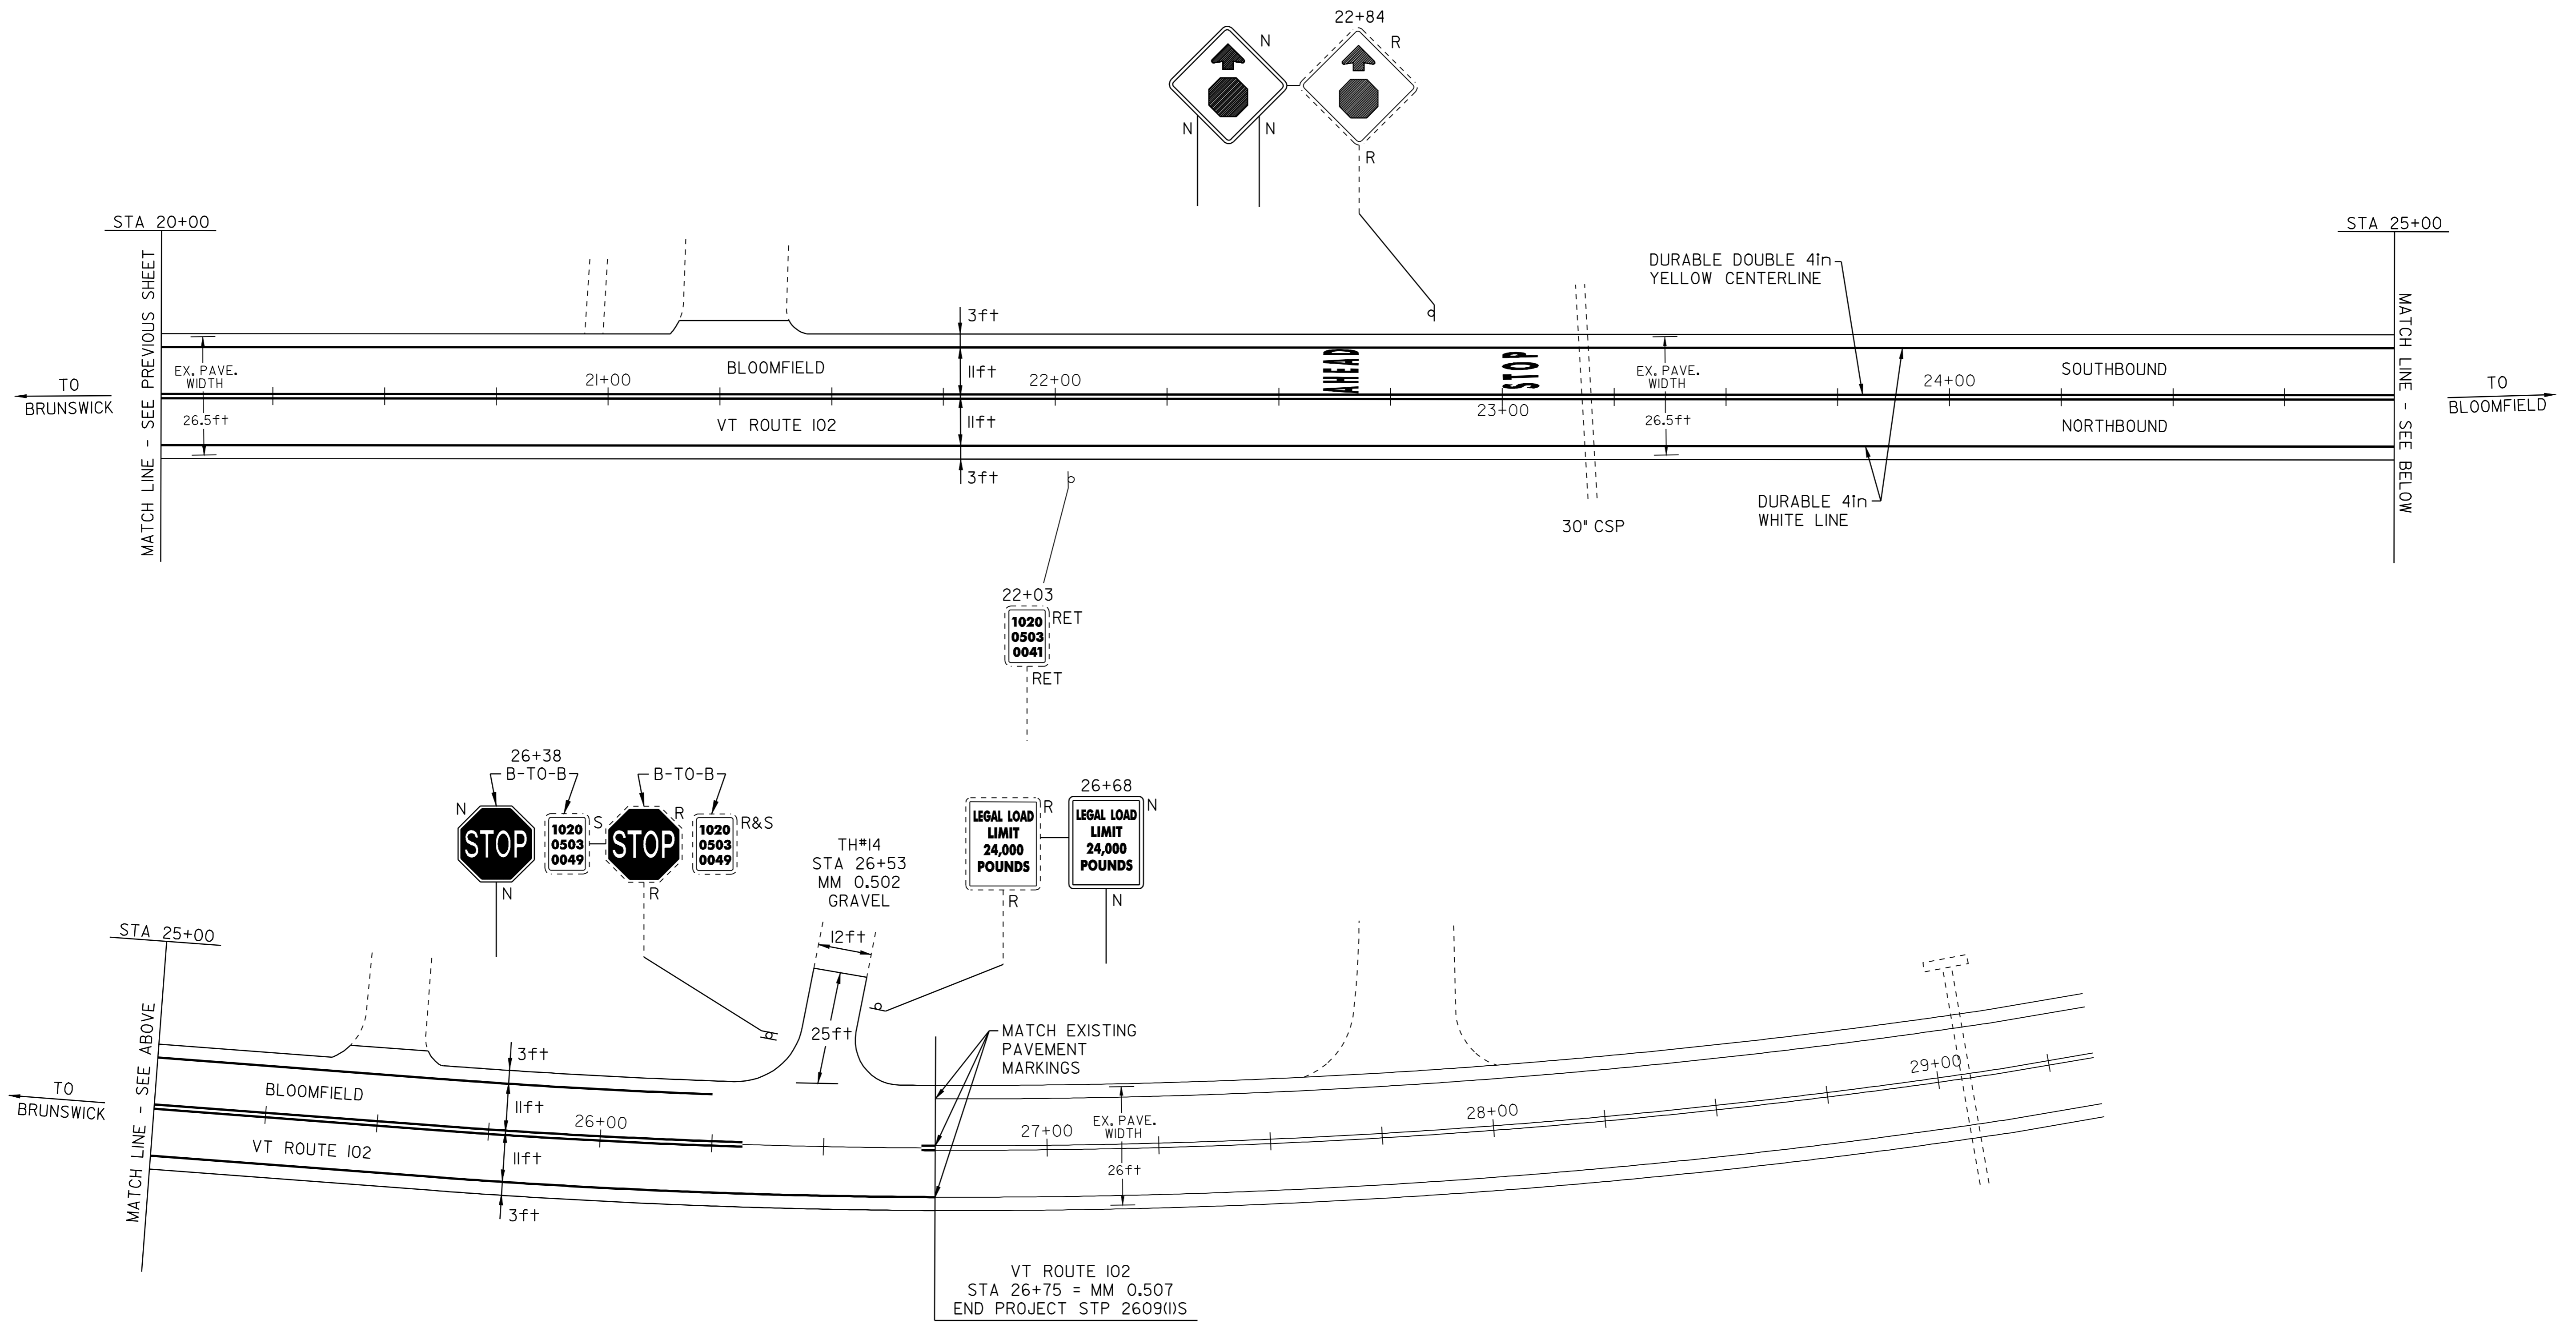 22+84
N
R
N
N
R
STA 20+00
STA 25+00
MATCH LINE - SEE PREVIOUS SHEET
DURABLE DOUBLE 4in
YELLOW CENTERLINE
MATCH LINE - SEE BELOW
3ft
EX. PAVE.
WIDTH
26.5ft
BLOOMFIELD
11ft
AHEAD
STOP
EX. PAVE.
WIDTH
26.5ft
SOUTHBOUND
TO
BRUNSWICK
21+00
22+00
23+00
24+00
TO
BLOOMFIELD
VT ROUTE 102
11ft
NORTHBOUND
3ft
DURABLE 4in
WHITE LINE
30" CSP
22+03
1020
0503
0041
RET
RET
26+38
B-TO-B
B-TO-B
N
STOP
N
1020
0503
0049
S
STOP
R
R
1020
0503
0049
R&S
TH#14
STA 26+53
MM 0.502
GRAVEL
LEGAL LOAD
LIMIT
24,000
POUNDS
R
R
26+68
LEGAL LOAD
LIMIT
24,000
POUNDS
N
N
STA 25+00
MATCH LINE - SEE ABOVE
12ft
25ft
MATCH EXISTING
PAVEMENT
MARKINGS
3ft
TO
BRUNSWICK
BLOOMFIELD
11ft
26+00
27+00
EX. PAVE.
WIDTH
26ft
28+00
29+00
VT ROUTE 102
11ft
3ft
VT ROUTE 102
STA 26+75 = MM 0.507
END PROJECT STP 2609(1)S